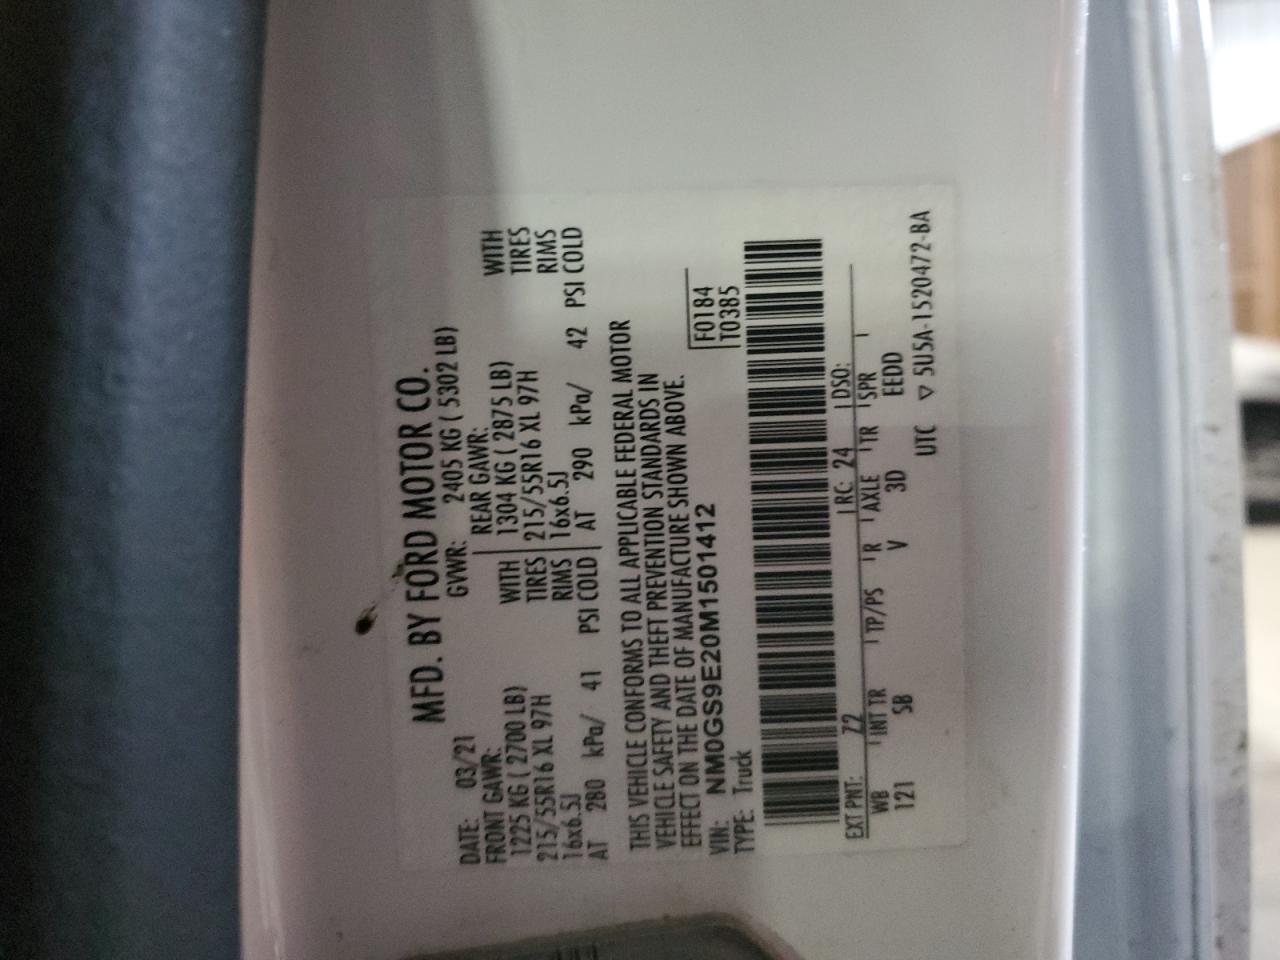 MFD. BY FORD MOTOR CO.
DATE: 03/21 GVWR: 2405 KG ( 5302 LB)
FRONT GAWR: REAR GAWR:
1225 KG ( 2700 LB) WITH 1304 KG ( 2875 LB) WITH
215/55R16 XL 97H TIRES 215/55R16 XL 97H TIRES
16x6.5J RIMS 16x6.5J RIMS
AT 280 kPa/ 41 PSI COLD AT 290 kPa/ 42 PSI COLD
THIS VEHICLE CONFORMS TO ALL APPLICABLE FEDERAL MOTOR
VEHICLE SAFETY AND THEFT PREVENTION STANDARDS IN
EFFECT ON THE DATE OF MANUFACTURE SHOWN ABOVE.
VIN: NM0GS9E20M1501412 F0184
TYPE: Truck T0385
EXT PNT: Z2 RC: 24 DSO:
WB INT TR TP/PS R AXLE TR SPR
121 SB V 3D EEDD
UTC ▽ 5U5A-1520472-BA